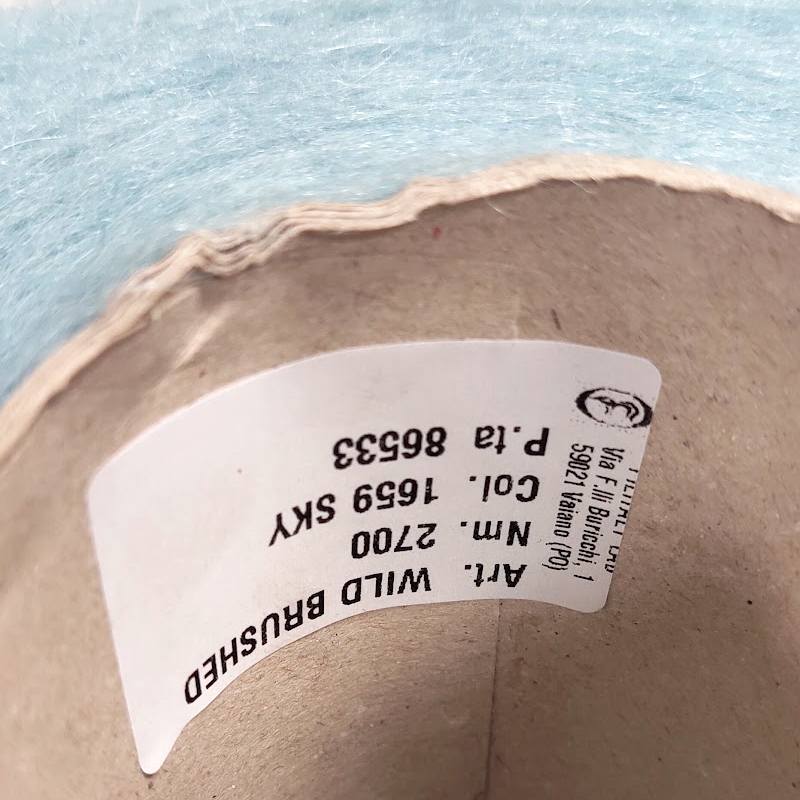 Art. WILD BRUSHED
Nm. 2700
Col. 1659 SKY
P.ta 86533
Via F.lli Buricchi, 1
59021 Vaiano (PO)